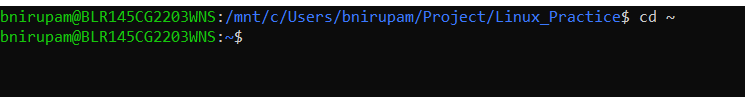 bnirupam@BLR145CG2203WNS:/mnt/c/Users/bnirupam/Project/Linux_Practice$ cd ~
bnirupam@BLR145CG2203WNS:~$